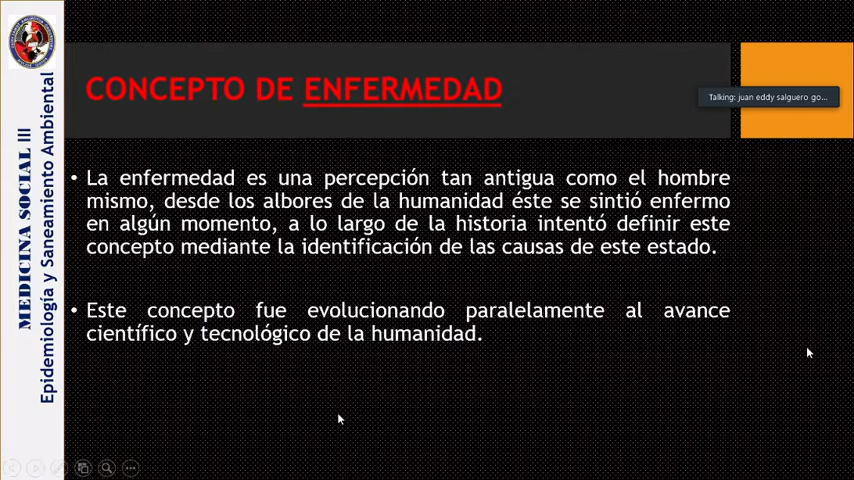 MEDICINA SOCIAL III
Epidemiología y Saneamiento Ambiental
CONCEPTO DE ENFERMEDAD
Talking: juan eddy salguero go...
• La enfermedad es una percepción tan antigua como el hombre
mismo, desde los albores de la humanidad éste se sintió enfermo
en algún momento, a lo largo de la historia intentó definir este
concepto mediante la identificación de las causas de este estado.
• Este concepto fue evolucionando paralelamente al avance
científico y tecnológico de la humanidad.